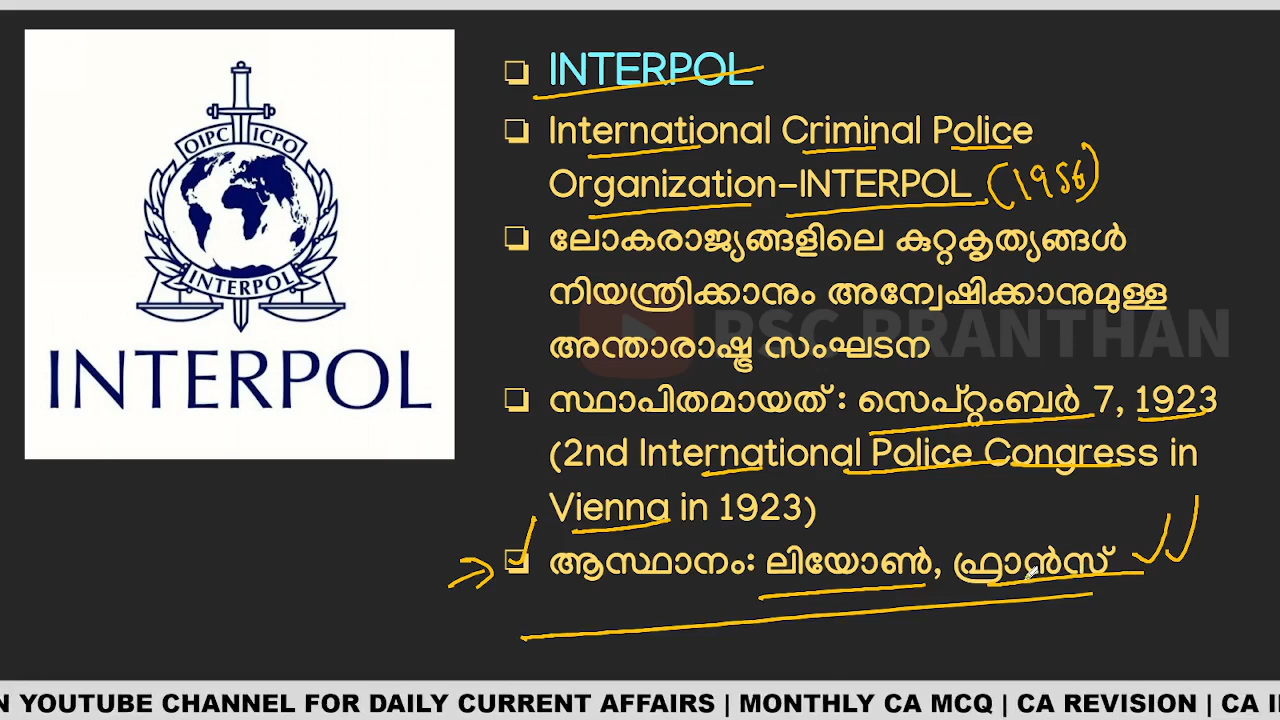 OIPC ICPO
INTERPOL
INTERPOL
INTERPOL
International Criminal Police
Organization-INTERPOL (1956)
ലോകരാജ്യങ്ങളിലെ കുറ്റകൃത്യങ്ങൾ
നിയന്ത്രിക്കാനും അന്വേഷിക്കാനുമുള്ള
അന്താരാഷ്ട്ര സംഘടന
PSC PRANTHAN
സ്ഥാപിതമായത് : സെപ്റ്റംബർ 7, 1923
(2nd International Police Congress in
Vienna in 1923)
ആസ്ഥാനം: ലിയോൺ, ഫ്രാൻസ്
N YOUTUBE CHANNEL FOR DAILY CURRENT AFFAIRS | MONTHLY CA MCQ | CA REVISION | CA I